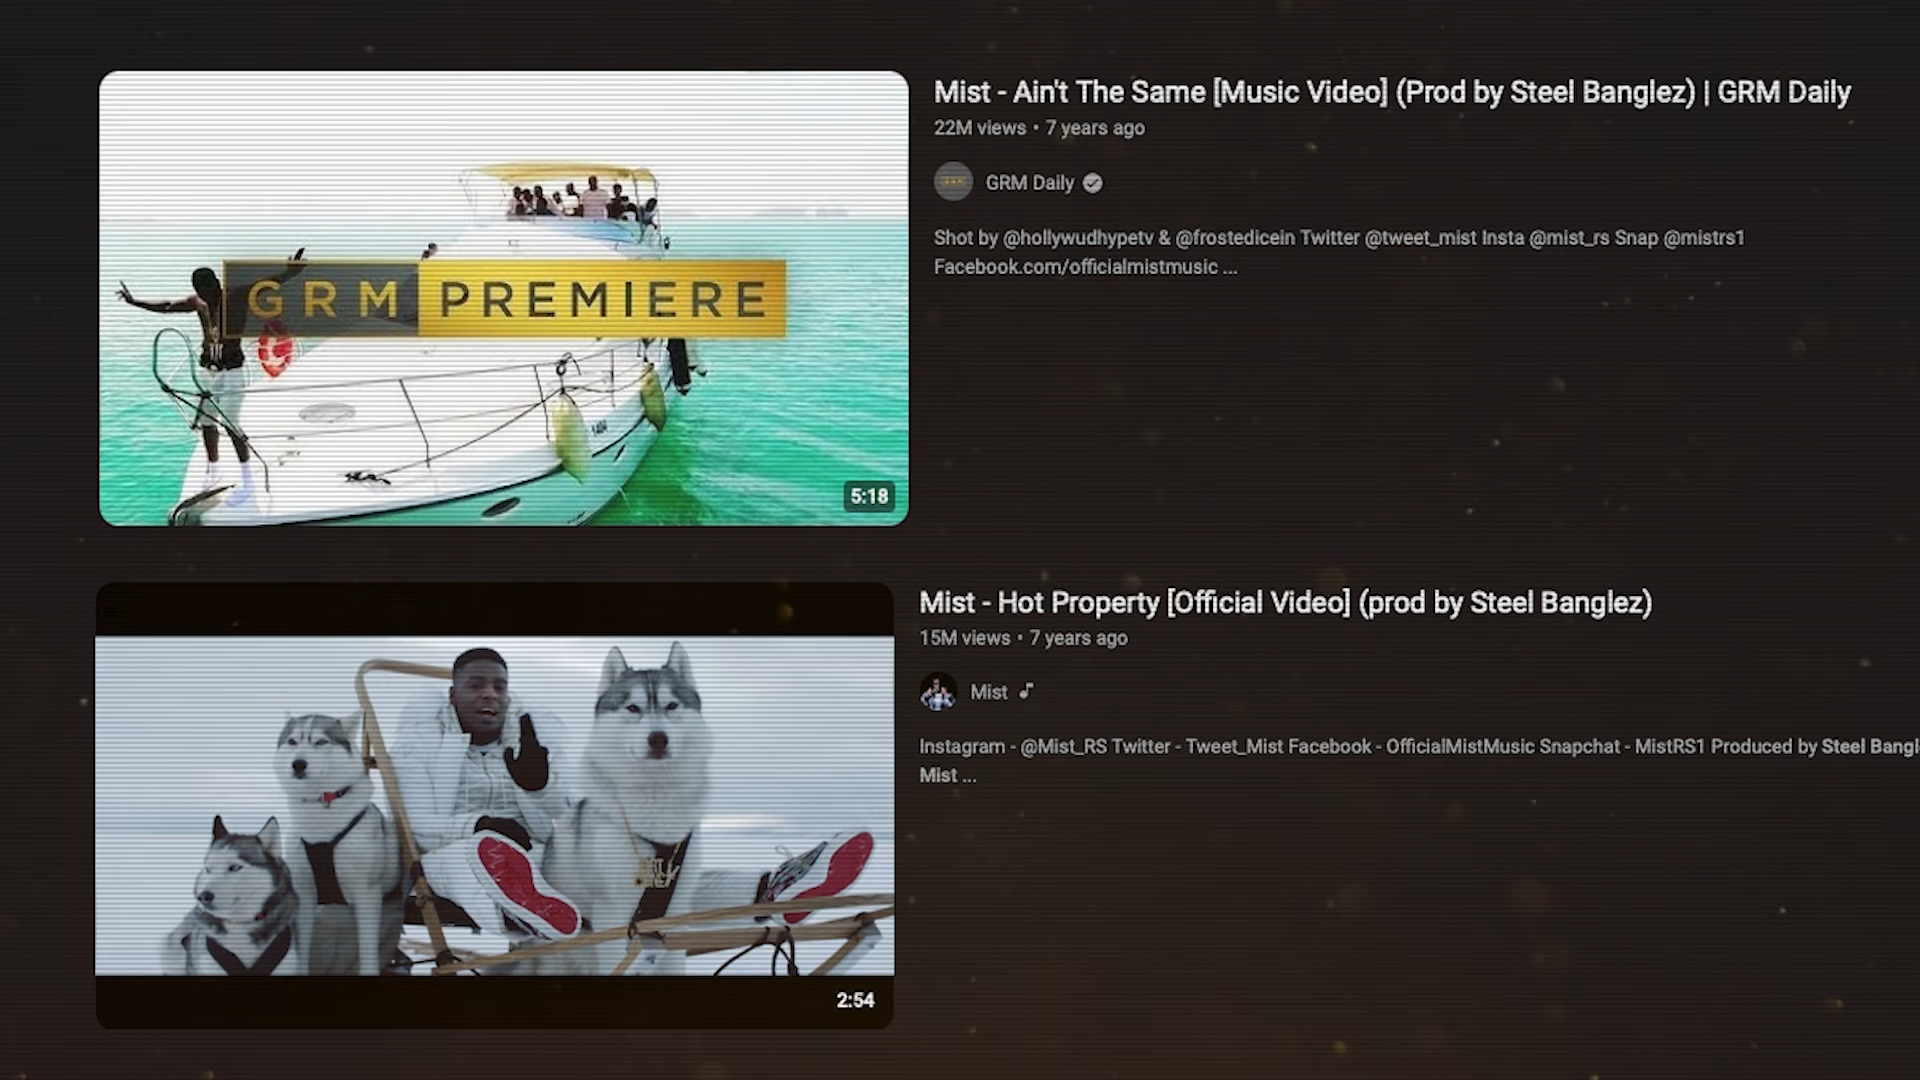 Mist - Ain't The Same [Music Video] (Prod by Steel Banglez) | GRM Daily
22M views • 7 years ago
GRM Daily
Shot by @hollywudhypetv & @frostedicein Twitter @tweet_mist Insta @mist_rs Snap @mistrs1
Facebook.com/officialmistmusic ...
GRM PREMIERE
5:18
Mist - Hot Property [Official Video] (prod by Steel Banglez)
15M views • 7 years ago
Mist
Instagram - @Mist_RS Twitter - Tweet_Mist Facebook - OfficialMistMusic Snapchat - MistRS1 Produced by Steel
Mist ...
2:54